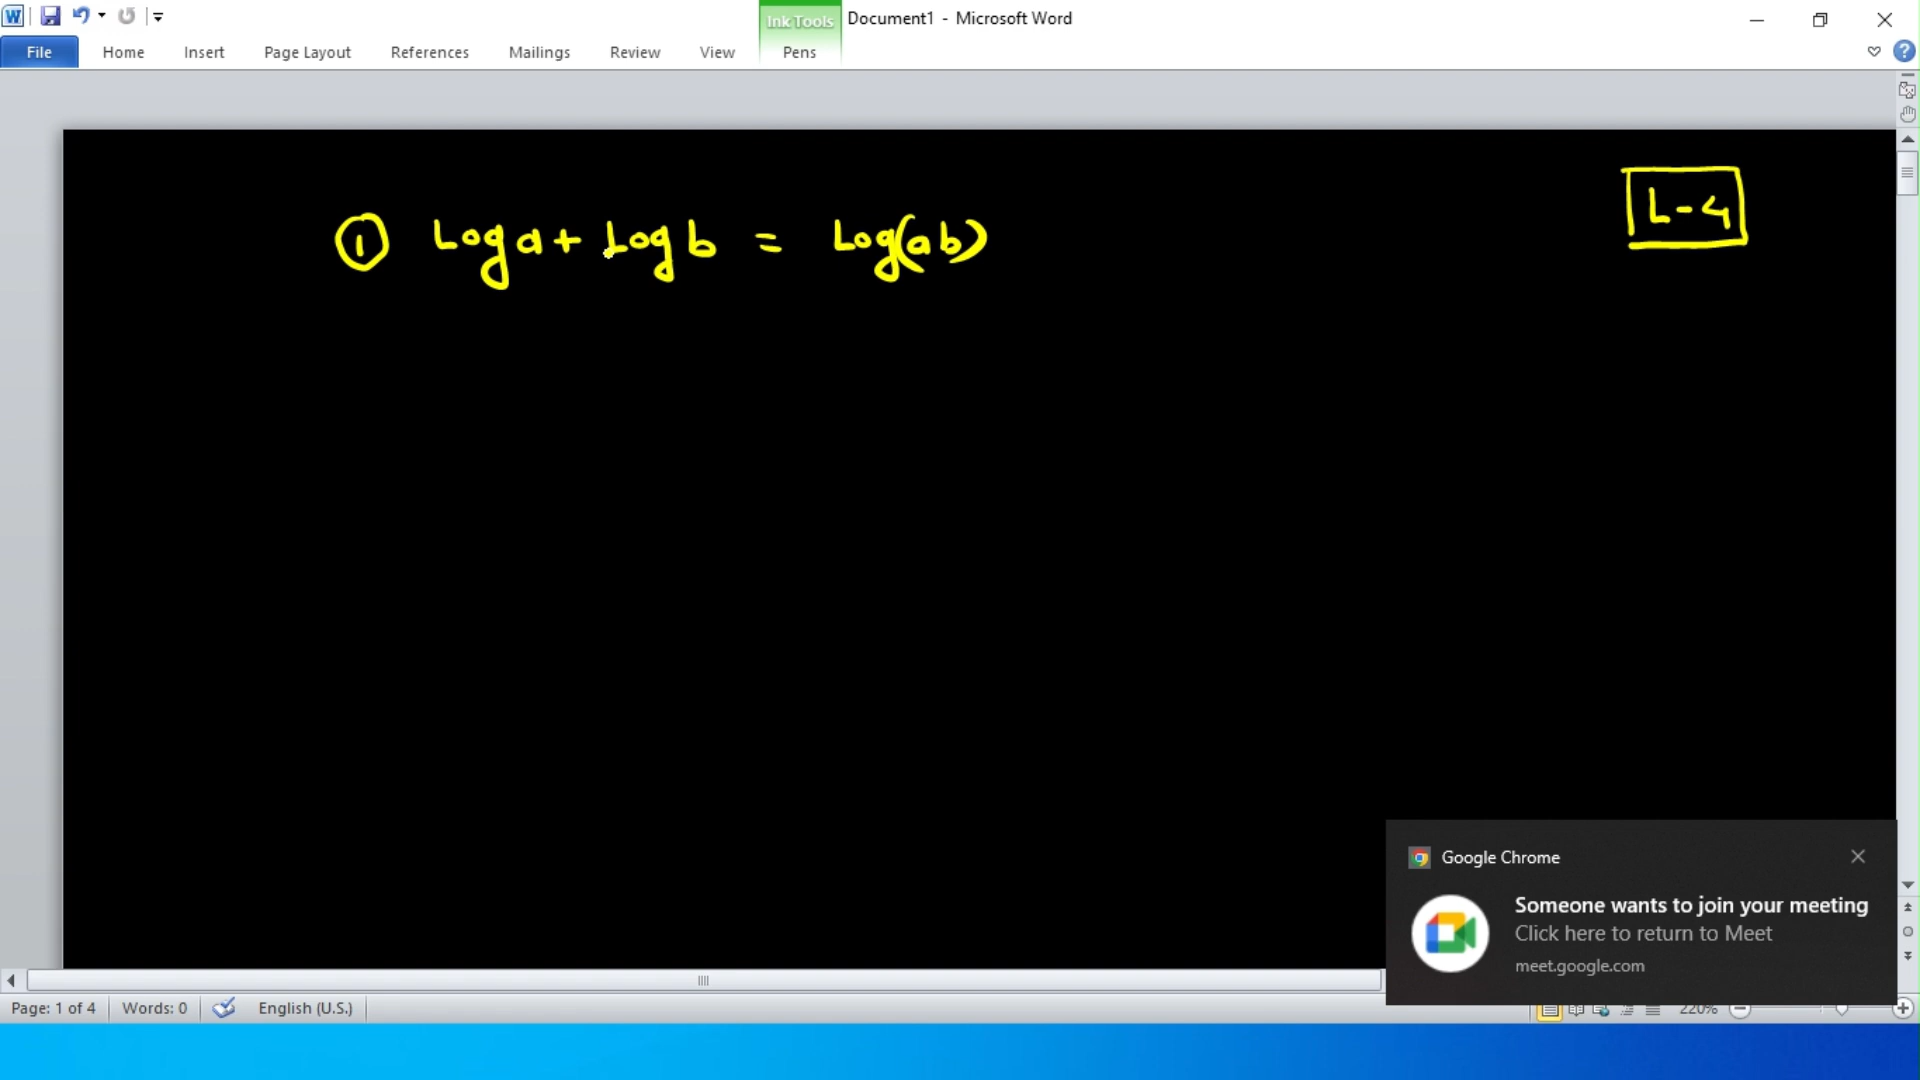 Ink Tools
Document1 - Microsoft Word
File Home Insert Page Layout References Mailings Review View Pens
L-4
① Log a + Log b = Log(ab)
Google Chrome
Someone wants to join your meeting
Click here to return to Meet
meet.google.com
Page: 1 of 4 Words: 0 English (U.S.) 220%